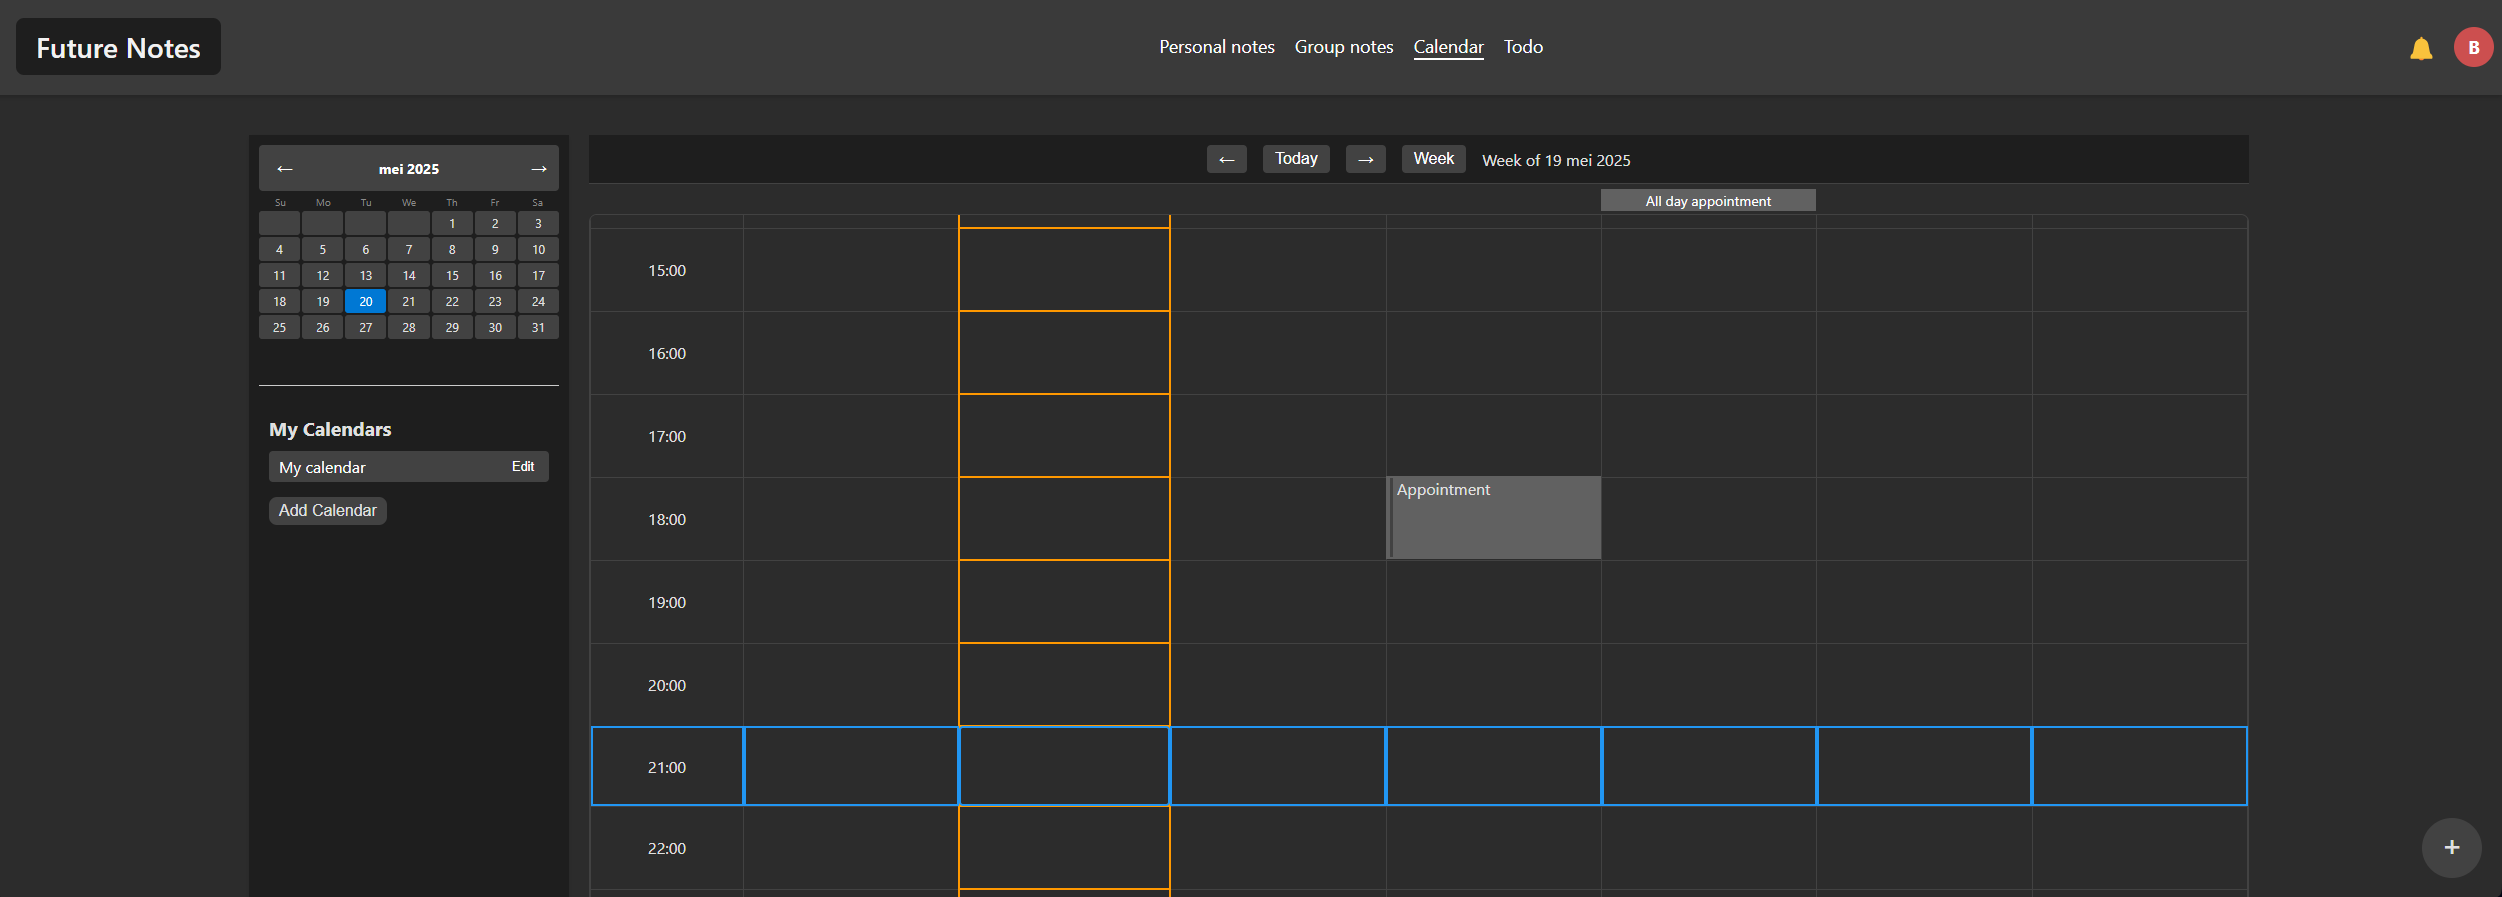 Future Notes
Personal notes Group notes Calendar Todo
B
← mei 2025 →
Su Mo Tu We Th Fr Sa
1 2 3
4 5 6 7 8 9 10
11 12 13 14 15 16 17
18 19 20 21 22 23 24
25 26 27 28 29 30 31
My Calendars
My calendar Edit
Add Calendar
← Today → Week Week of 19 mei 2025
All day appointment
15:00
16:00
17:00
Appointment
18:00
19:00
20:00
21:00
22:00
+